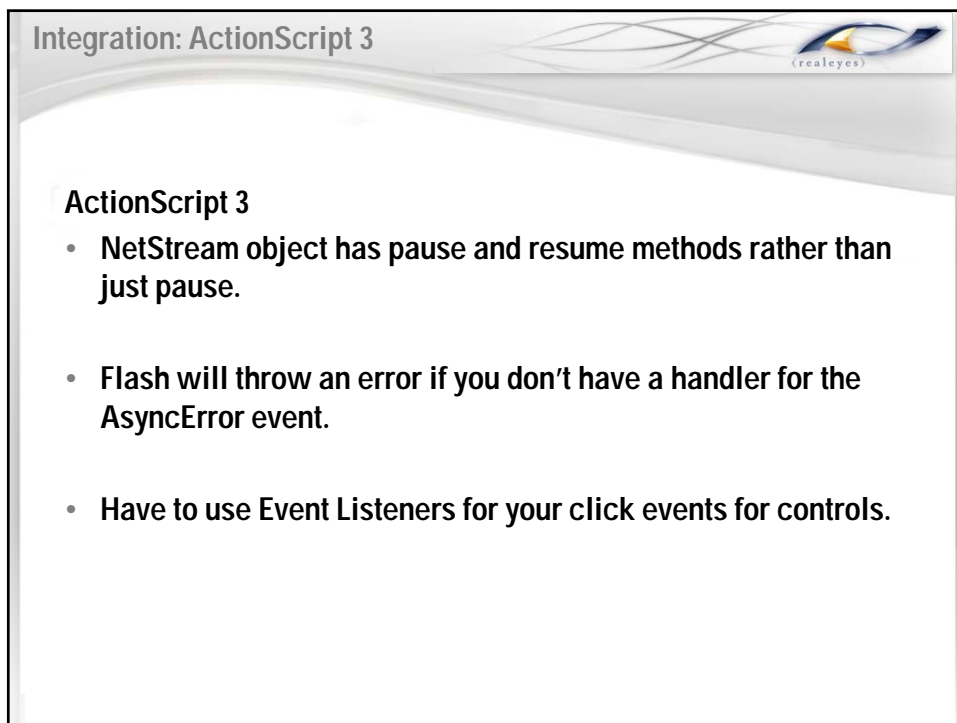 Integration: ActionScript 3
(realeyes)
ActionScript 3
• NetStream object has pause and resume methods rather than
just pause.
• Flash will throw an error if you don’t have a handler for the
AsyncError event.
• Have to use Event Listeners for your click events for controls.